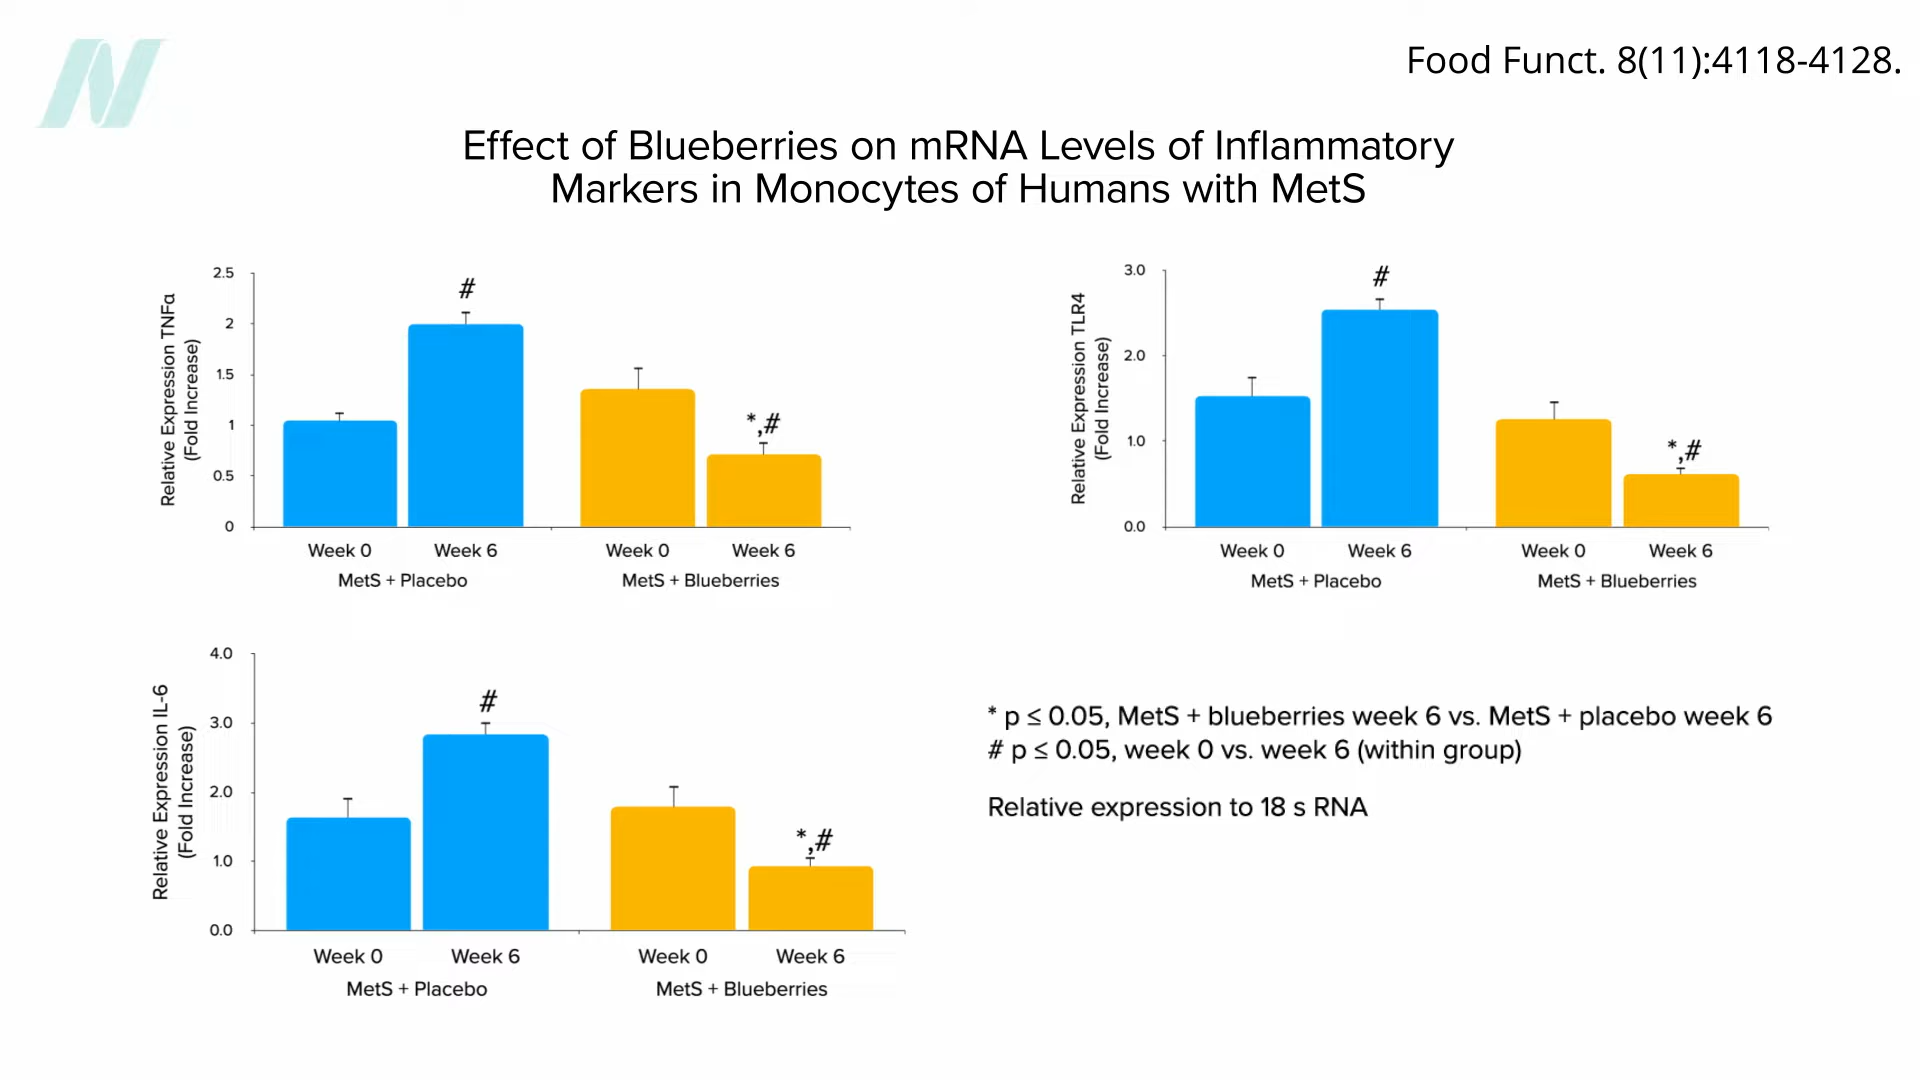 Food Funct. 8(11):4118-4128.
Effect of Blueberries on mRNA Levels of Inflammatory
Markers in Monocytes of Humans with MetS
Relative Expression TNFα
(Fold Increase)
2.5
2
1.5
1
0.5
0
#
*,#
Week 0 Week 6 Week 0 Week 6
MetS + Placebo MetS + Blueberries
Relative Expression TLR4
(Fold Increase)
3.0
2.0
1.0
0.0
#
*,#
Week 0 Week 6 Week 0 Week 6
MetS + Placebo MetS + Blueberries
Relative Expression IL-6
(Fold Increase)
4.0
3.0
2.0
1.0
0.0
#
*,#
Week 0 Week 6 Week 0 Week 6
MetS + Placebo MetS + Blueberries
* p ≤ 0.05, MetS + blueberries week 6 vs. MetS + placebo week 6
# p ≤ 0.05, week 0 vs. week 6 (within group)
Relative expression to 18 s RNA